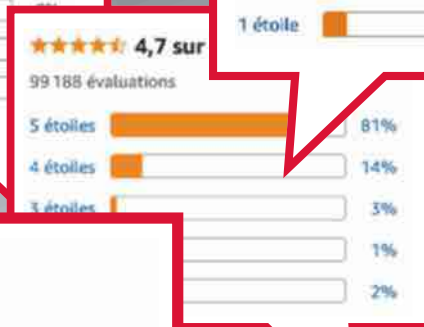 1 étoile
4,7 sur
99 188 évaluations
5 étoiles 81%
4 étoiles 14%
3 étoiles 3%
1%
2%